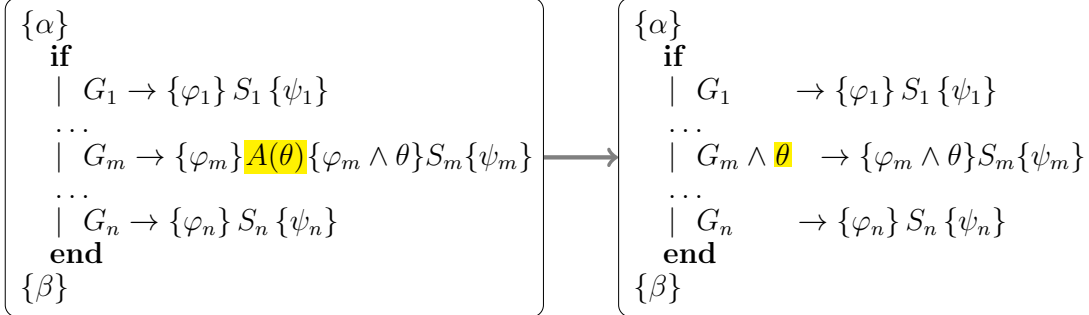 {α}
if
| G₁ → {φ₁} S₁ {ψ₁}
...
| Gₘ → {φₘ}A(θ){φₘ ∧ θ}Sₘ{ψₘ}
...
| Gₙ → {φₙ} Sₙ {ψₙ}
end
{β}
{α}
if
| G₁ → {φ₁} S₁ {ψ₁}
...
| Gₘ ∧ θ → {φₘ ∧ θ}Sₘ{ψₘ}
...
| Gₙ → {φₙ} Sₙ {ψₙ}
end
{β}